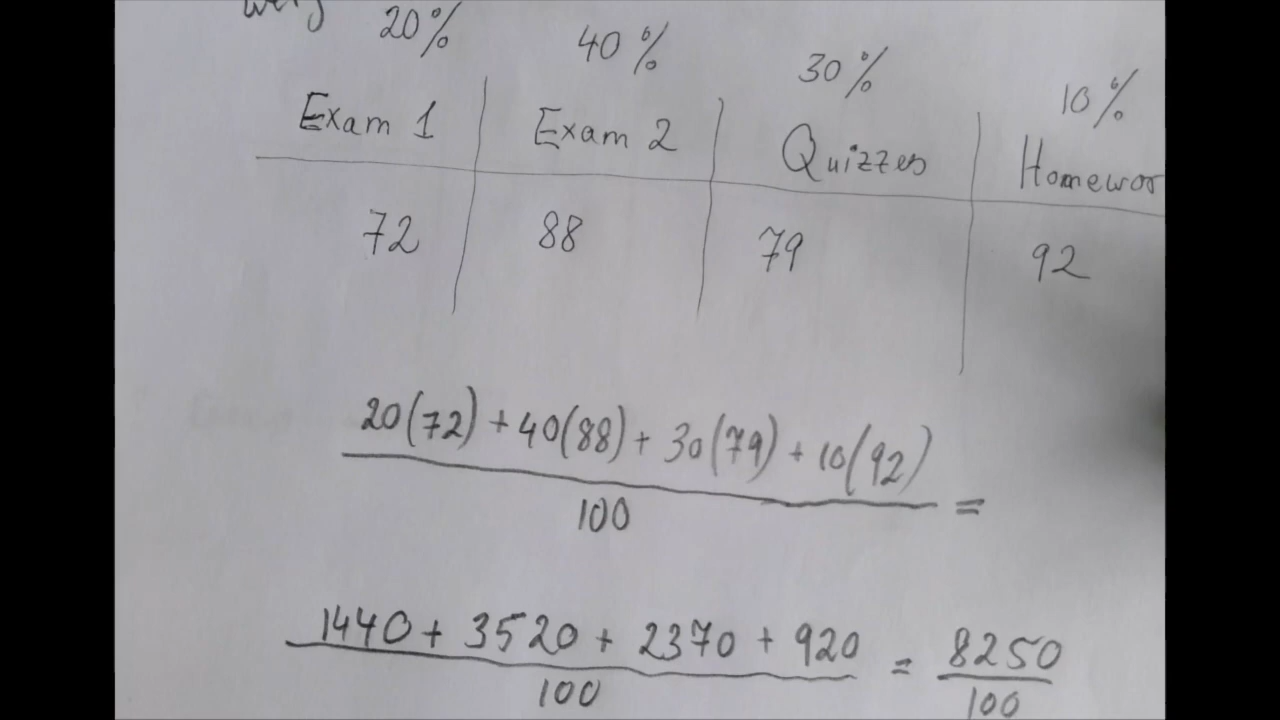 20% 40% 30% 10%
Exam 1 Exam 2 Quizzes Homewor
72 88 79 92
20(72) + 40(88) + 30(79) + 10(92)
100 =
1440 + 3520 + 2370 + 920 = 8250
100 100